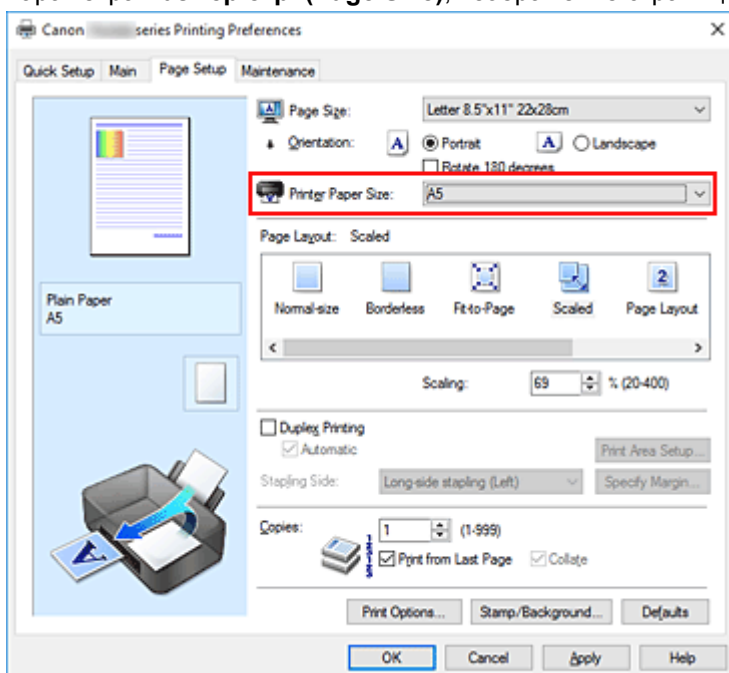 (Page Size),
Canon series Printing Preferences
Quick Setup Main Page Setup Maintenance
Page Size: Letter 8.5"x11" 22x28cm
Orientation: A Portrait A Landscape
Rotate 180 degrees
Printer Paper Size: A5
Page Layout: Scaled
Normal-size Borderless Fit-to-Page Scaled 2 Page Layout
Plain Paper
A5
Scaling: 69 % (20-400)
Duplex Printing
Automatic Print Area Setup...
Stapling Side: Long-side stapling (Left) Specify Margin...
Copies: 1 (1-999)
Print from Last Page Collate
Print Options... Stamp/Background... Defaults
OK Cancel Apply Help